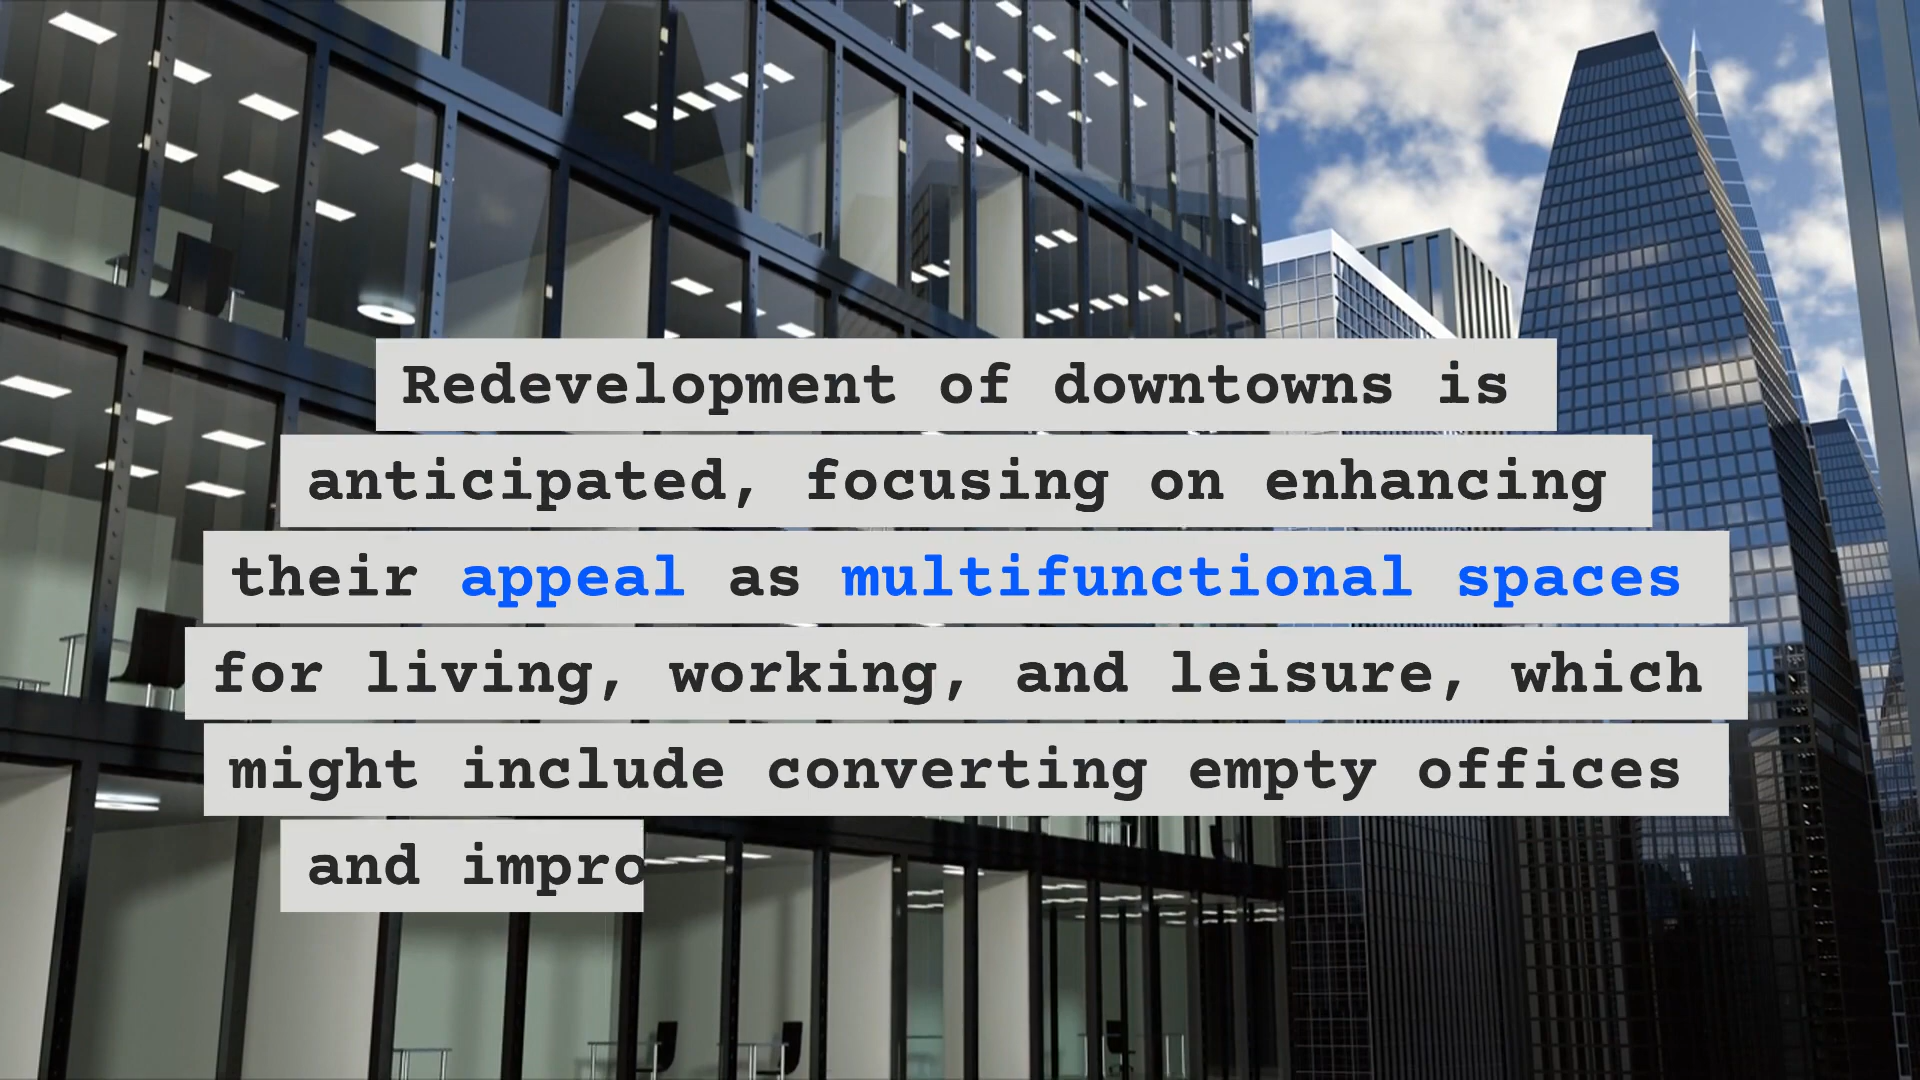 Redevelopment of downtowns is
anticipated, focusing on enhancing
their appeal as multifunctional spaces
for living, working, and leisure, which
might include converting empty offices
and impro